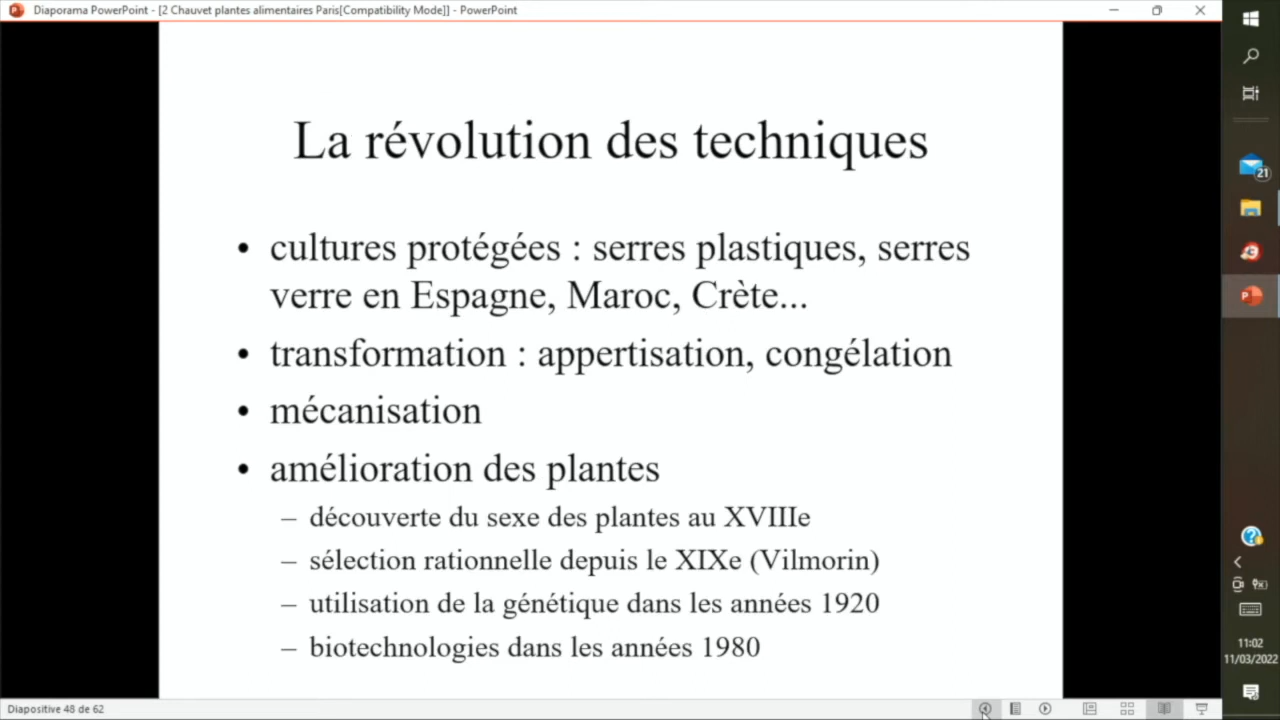 Diaporama PowerPoint - [2 Chauvet plantes alimentaires Paris[Compatibility Mode]] - PowerPoint
La révolution des techniques
• cultures protégées : serres plastiques, serres
verre en Espagne, Maroc, Crète...
• transformation : appertisation, congélation
• mécanisation
• amélioration des plantes
– découverte du sexe des plantes au XVIIIe
– sélection rationnelle depuis le XIXe (Vilmorin)
– utilisation de la génétique dans les années 1920
– biotechnologies dans les années 1980
Diapositive 48 de 62
21
11:02
11/03/2022